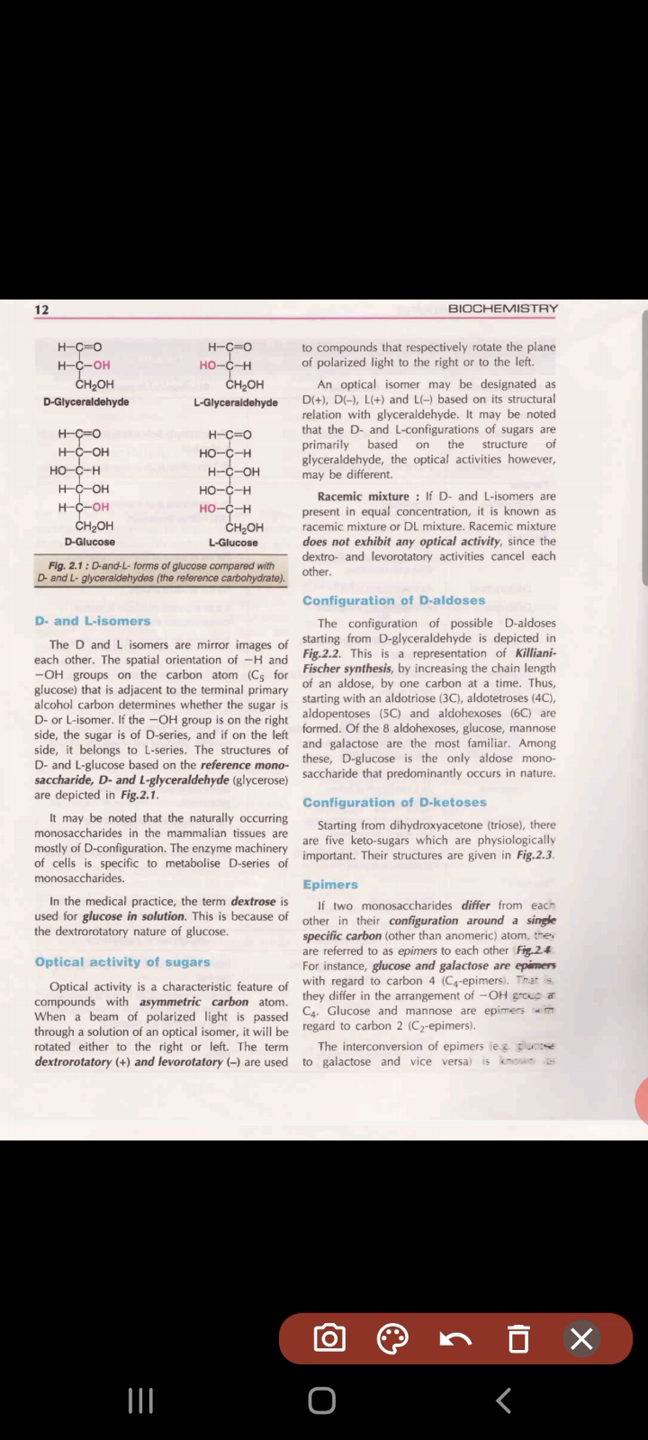 12
BIOCHEMISTRY
H–C=O
H–C–OH
CH₂OH
D-Glyceraldehyde
H–C=O
HO–C–H
CH₂OH
L-Glyceraldehyde
H–C=O
H–C–OH
HO–C–H
H–C–OH
H–C–OH
CH₂OH
D-Glucose
H–C=O
HO–C–H
H–C–OH
HO–C–H
HO–C–H
CH₂OH
L-Glucose
Fig. 2.1 : D-and-L- forms of glucose compared with
D- and L- glyceraldehydes (the reference carbohydrate).
D- and L-isomers
The D and L isomers are mirror images of
each other. The spatial orientation of –H and
–OH groups on the carbon atom (C₅ for
glucose) that is adjacent to the terminal primary
alcohol carbon determines whether the sugar is
D- or L-isomer. If the –OH group is on the right
side, the sugar is of D-series, and if on the left
side, it belongs to L-series. The structures of
D- and L-glucose based on the reference mono-
saccharide, D- and L-glyceraldehyde (glycerose)
are depicted in Fig.2.1.
It may be noted that the naturally occurring
monosaccharides in the mammalian tissues are
mostly of D-configuration. The enzyme machinery
of cells is specific to metabolise D-series of
monosaccharides.
In the medical practice, the term dextrose is
used for glucose in solution. This is because of
the dextrorotatory nature of glucose.
Optical activity of sugars
Optical activity is a characteristic feature of
compounds with asymmetric carbon atom.
When a beam of polarized light is passed
through a solution of an optical isomer, it will be
rotated either to the right or left. The term
dextrorotatory (+) and levorotatory (–) are used
to compounds that respectively rotate the plane
of polarized light to the right or to the left.
An optical isomer may be designated as
D(+), D(–), L(+) and L(–) based on its structural
relation with glyceraldehyde. It may be noted
that the D- and L-configurations of sugars are
primarily based on the structure of
glyceraldehyde, the optical activities however,
may be different.
Racemic mixture : If D- and L-isomers are
present in equal concentration, it is known as
racemic mixture or DL mixture. Racemic mixture
does not exhibit any optical activity, since the
dextro- and levorotatory activities cancel each
other.
Configuration of D-aldoses
The configuration of possible D-aldoses
starting from D-glyceraldehyde is depicted in
Fig.2.2. This is a representation of Killiani-
Fischer synthesis, by increasing the chain length
of an aldose, by one carbon at a time. Thus,
starting with an aldotriose (3C), aldotetroses (4C),
aldopentoses (5C) and aldohexoses (6C) are
formed. Of the 8 aldohexoses, glucose, mannose
and galactose are the most familiar. Among
these, D-glucose is the only aldose mono-
saccharide that predominantly occurs in nature.
Configuration of D-ketoses
Starting from dihydroxyacetone (triose), there
are five keto-sugars which are physiologically
important. Their structures are given in Fig.2.3.
Epimers
If two monosaccharides differ from each
other in their configuration around a single
specific carbon (other than anomeric) atom, they
are referred to as epimers to each other (Fig.2.4
For instance, glucose and galactose are epimers
with regard to carbon 4 (C₄-epimers). That is,
they differ in the arrangement of –OH group at
C₄. Glucose and mannose are epimers with
regard to carbon 2 (C₂-epimers).
The interconversion of epimers (e.g. glucose
to galactose and vice versa) is known as